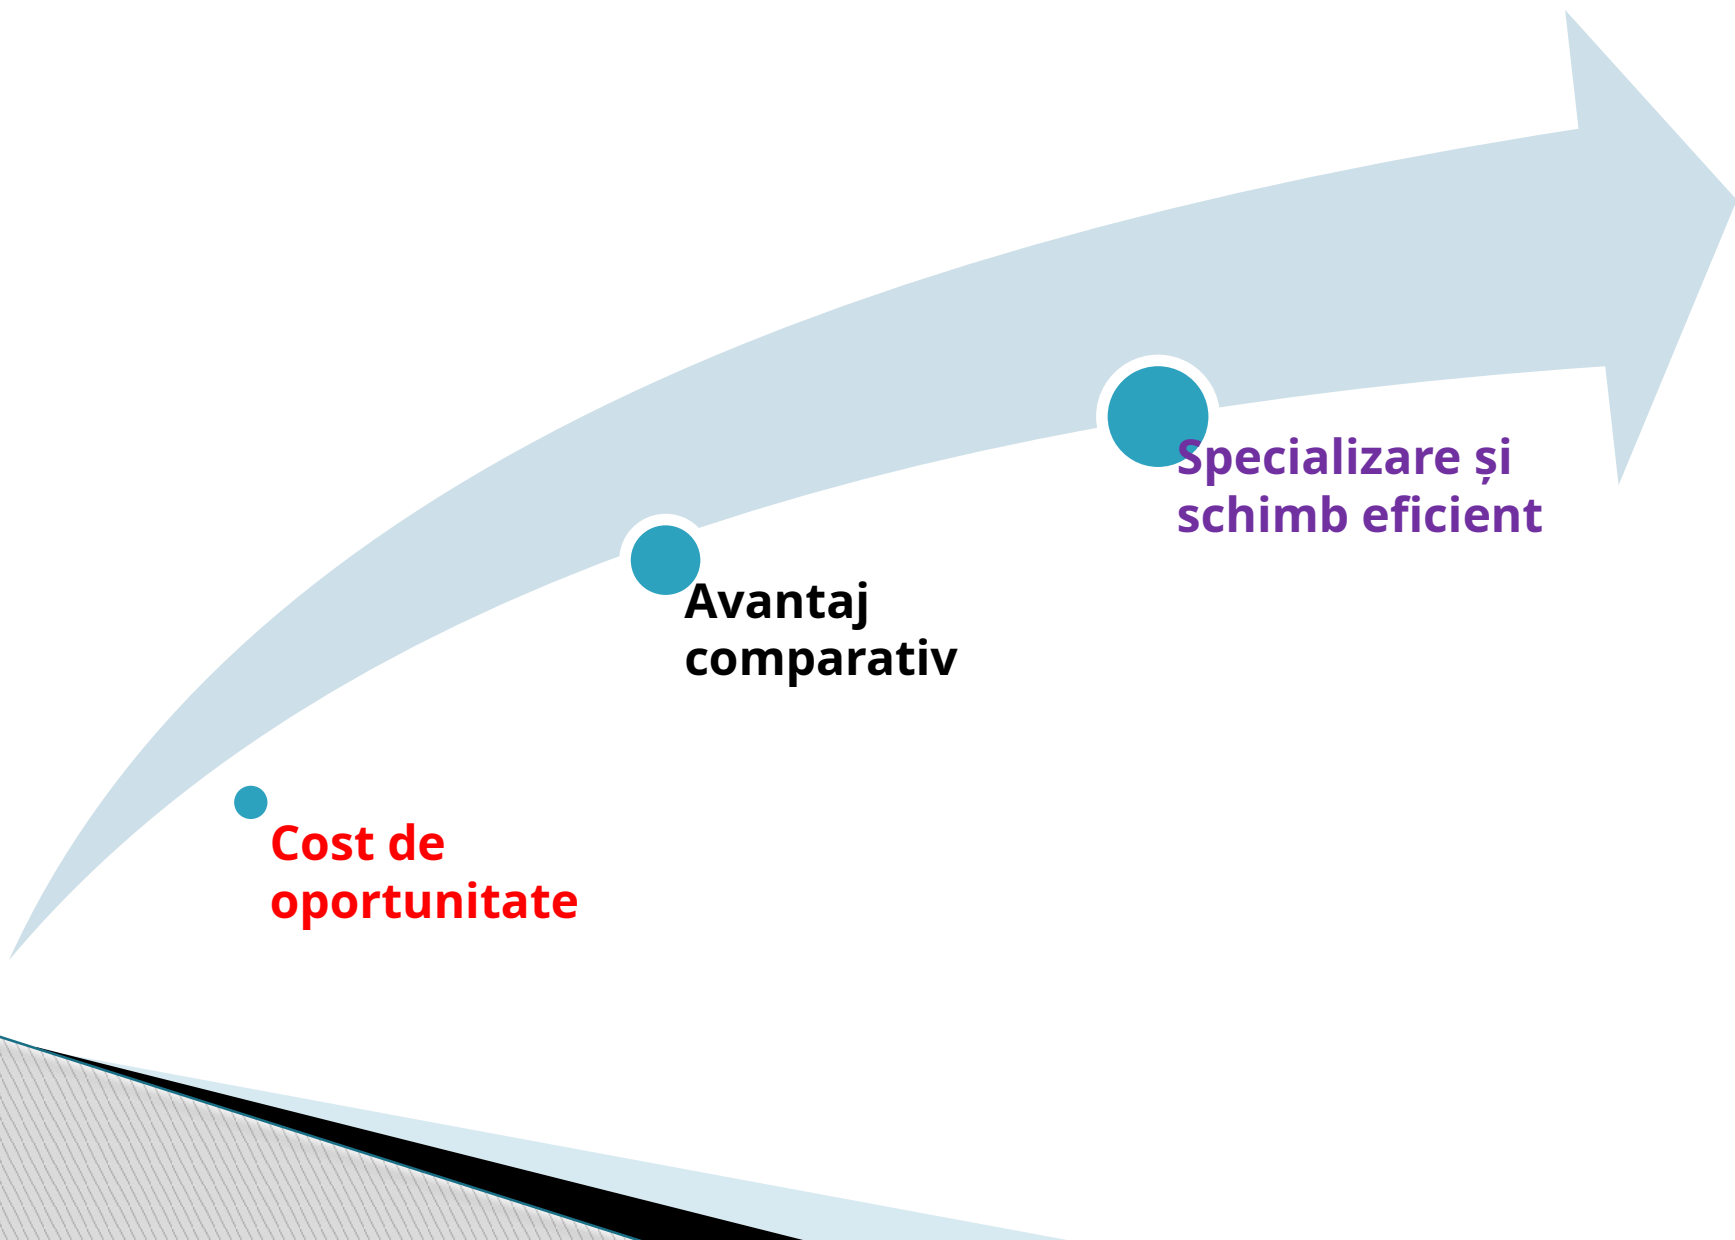 Specializare și
schimb eficient
Avantaj
comparativ
Cost de
oportunitate